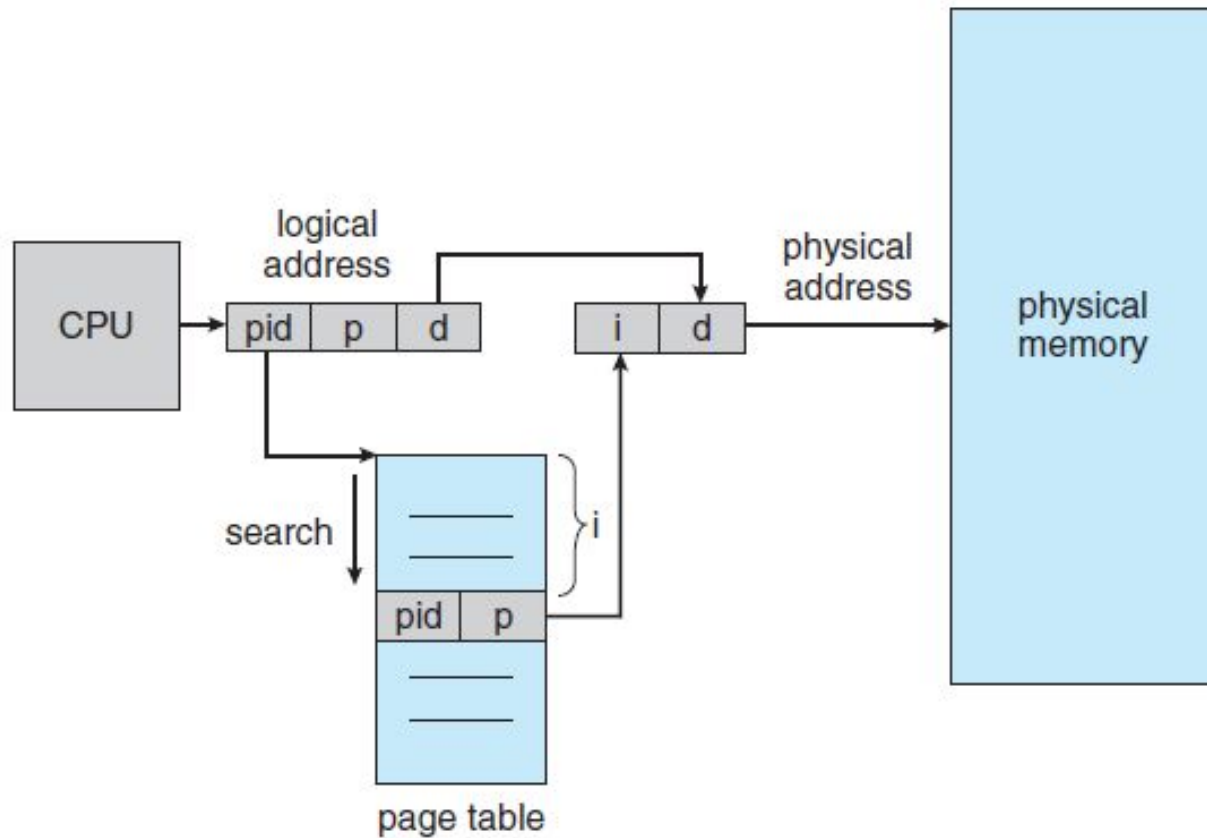 logical
address
CPU
pid p d
i d
physical
address
physical
memory
search
i
pid p
page table